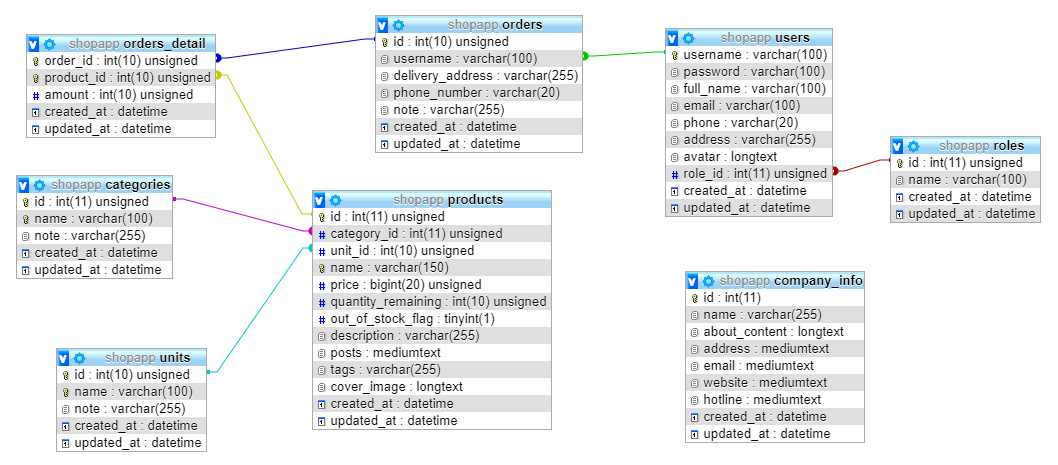 shopapp orders_detail
order_id : int(10) unsigned
product_id : int(10) unsigned
amount : int(10) unsigned
created_at : datetime
updated_at : datetime
shopapp orders
id : int(10) unsigned
username : varchar(100)
delivery_address : varchar(255)
phone_number : varchar(20)
note : varchar(255)
created_at : datetime
updated_at : datetime
shopapp users
username : varchar(100)
password : varchar(100)
full_name : varchar(100)
email : varchar(100)
phone : varchar(20)
address : varchar(255)
avatar : longtext
role_id : int(11) unsigned
created_at : datetime
updated_at : datetime
shopapp roles
id : int(11) unsigned
name : varchar(100)
created_at : datetime
updated_at : datetime
shopapp categories
id : int(11) unsigned
name : varchar(100)
note : varchar(255)
created_at : datetime
updated_at : datetime
shopapp products
id : int(11) unsigned
category_id : int(11) unsigned
unit_id : int(10) unsigned
name : varchar(150)
price : bigint(20) unsigned
quantity_remaining : int(10) unsigned
out_of_stock_flag : tinyint(1)
description : varchar(255)
posts : mediumtext
tags : varchar(255)
cover_image : longtext
created_at : datetime
updated_at : datetime
shopapp company_info
id : int(11)
name : varchar(255)
about_content : longtext
address : mediumtext
email : mediumtext
website : mediumtext
hotline : mediumtext
created_at : datetime
updated_at : datetime
shopapp units
id : int(10) unsigned
name : varchar(100)
note : varchar(255)
created_at : datetime
updated_at : datetime